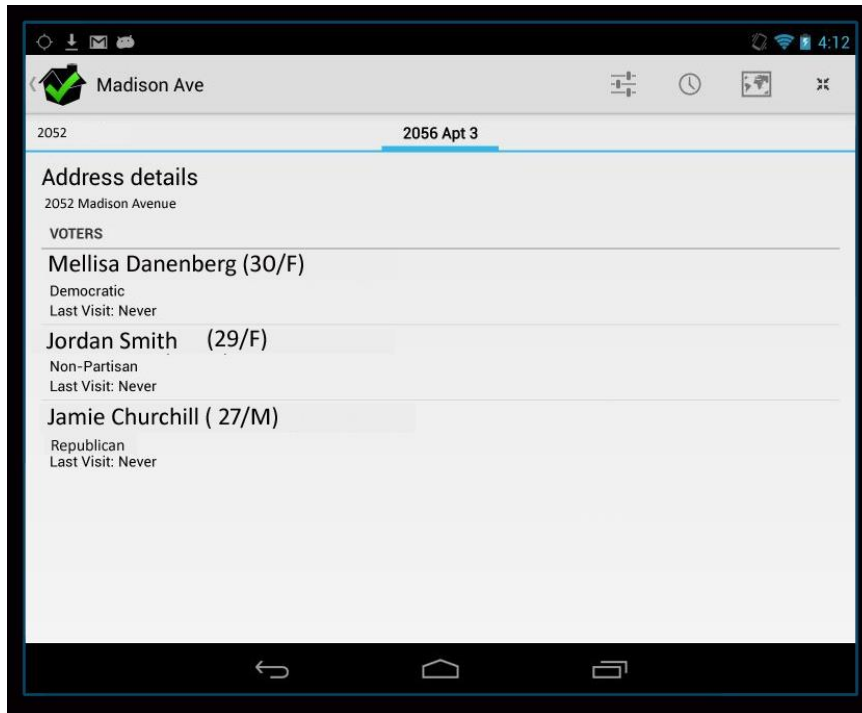 4:12
Madison Ave
2052 2056 Apt 3
Address details
2052 Madison Avenue
VOTERS
Mellisa Danenberg (30/F)
Democratic
Last Visit: Never
Jordan Smith (29/F)
Non-Partisan
Last Visit: Never
Jamie Churchill ( 27/M)
Republican
Last Visit: Never